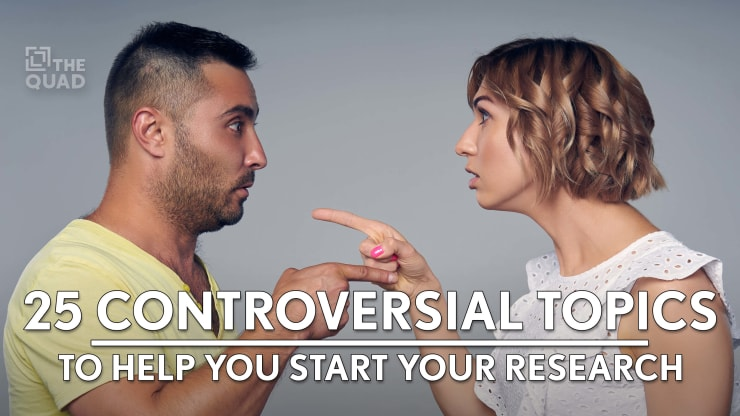 THE
QUAD
25 CONTROVERSIAL TOPICS
TO HELP YOU START YOUR RESEARCH